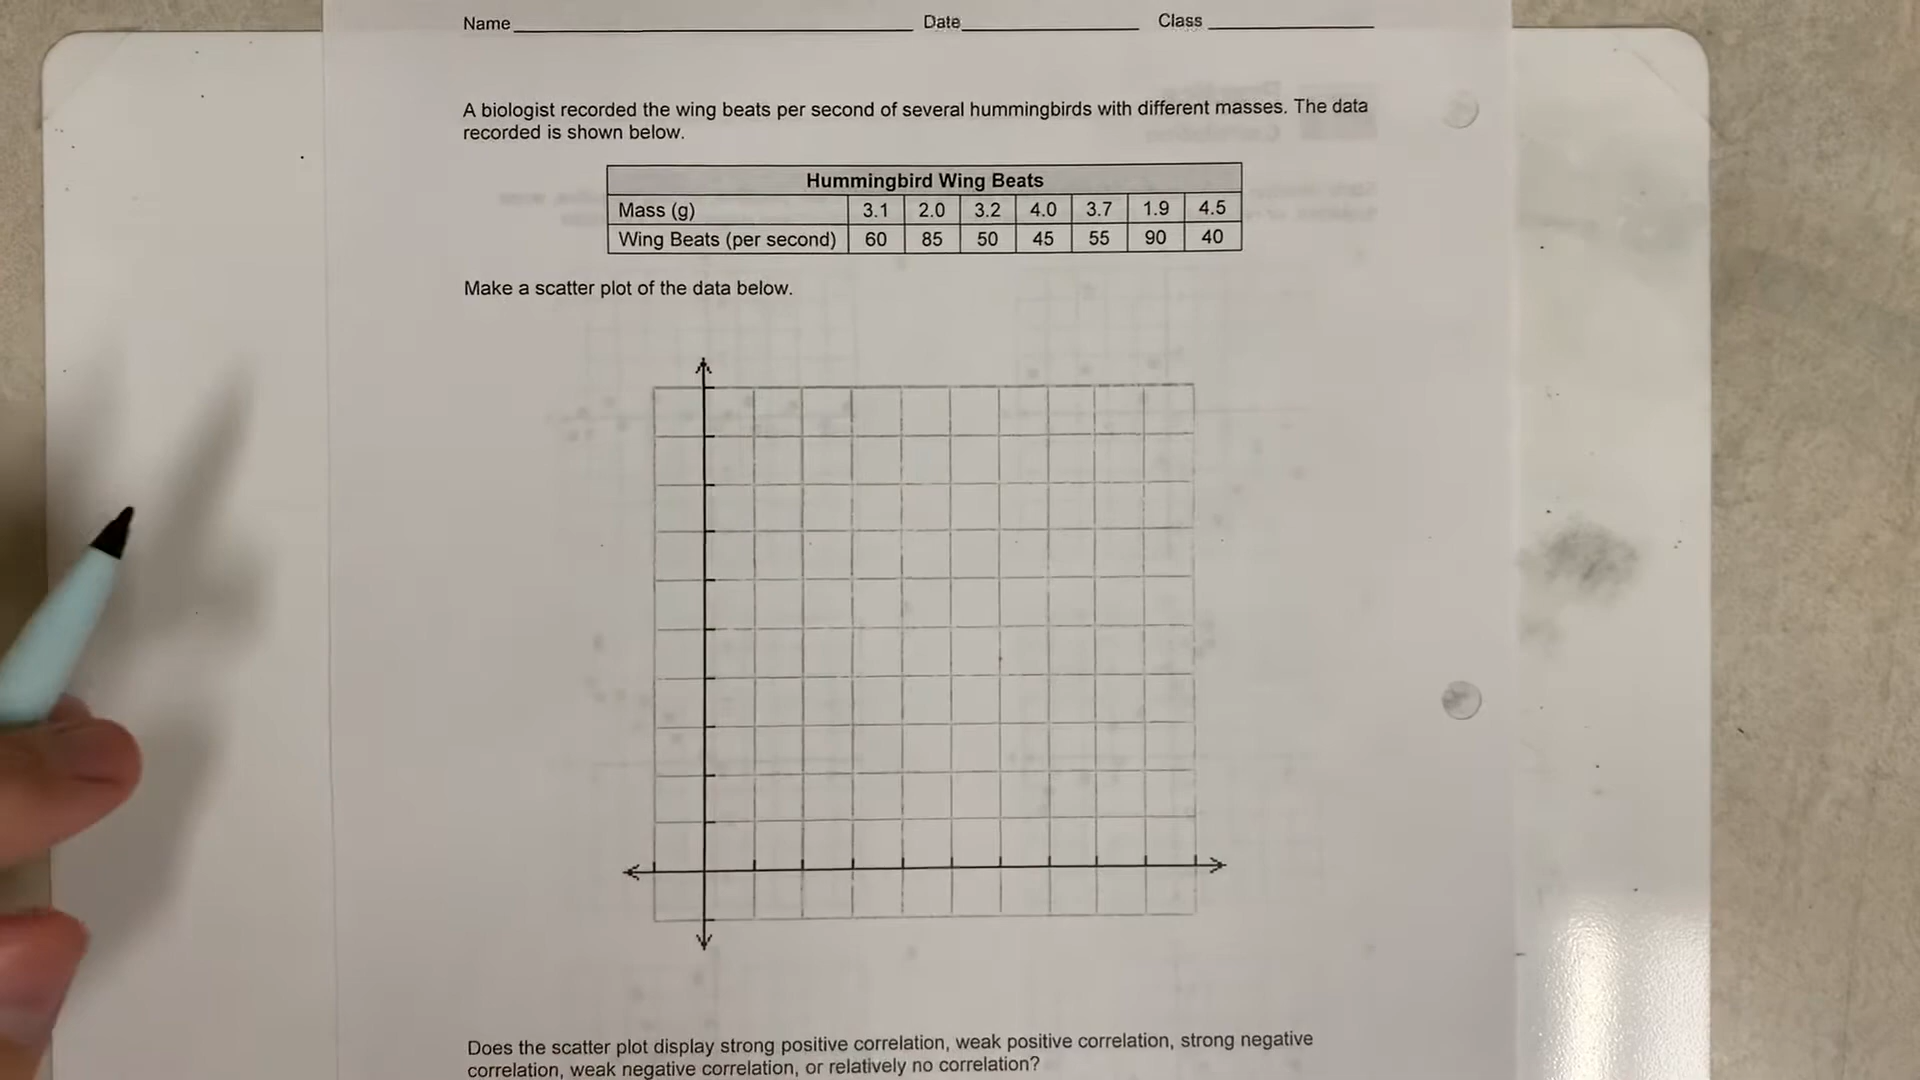 Name Date Class
A biologist recorded the wing beats per second of several hummingbirds with different masses. The data
recorded is shown below.
Hummingbird Wing Beats
Mass (g) 3.1 2.0 3.2 4.0 3.7 1.9 4.5
Wing Beats (per second) 60 85 50 45 55 90 40
Make a scatter plot of the data below.
Does the scatter plot display strong positive correlation, weak positive correlation, strong negative
correlation, weak negative correlation, or relatively no correlation?